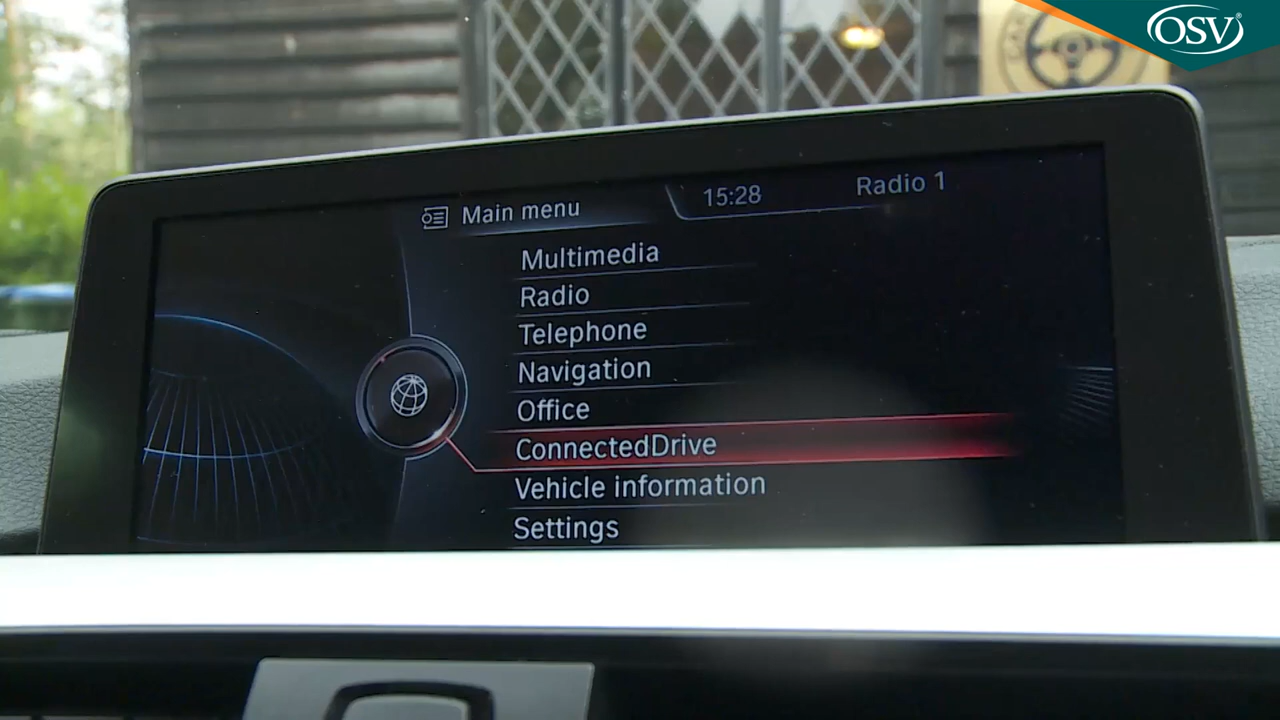 OSV
Main menu
15:28
Radio 1
Multimedia
Radio
Telephone
Navigation
Office
ConnectedDrive
Vehicle information
Settings